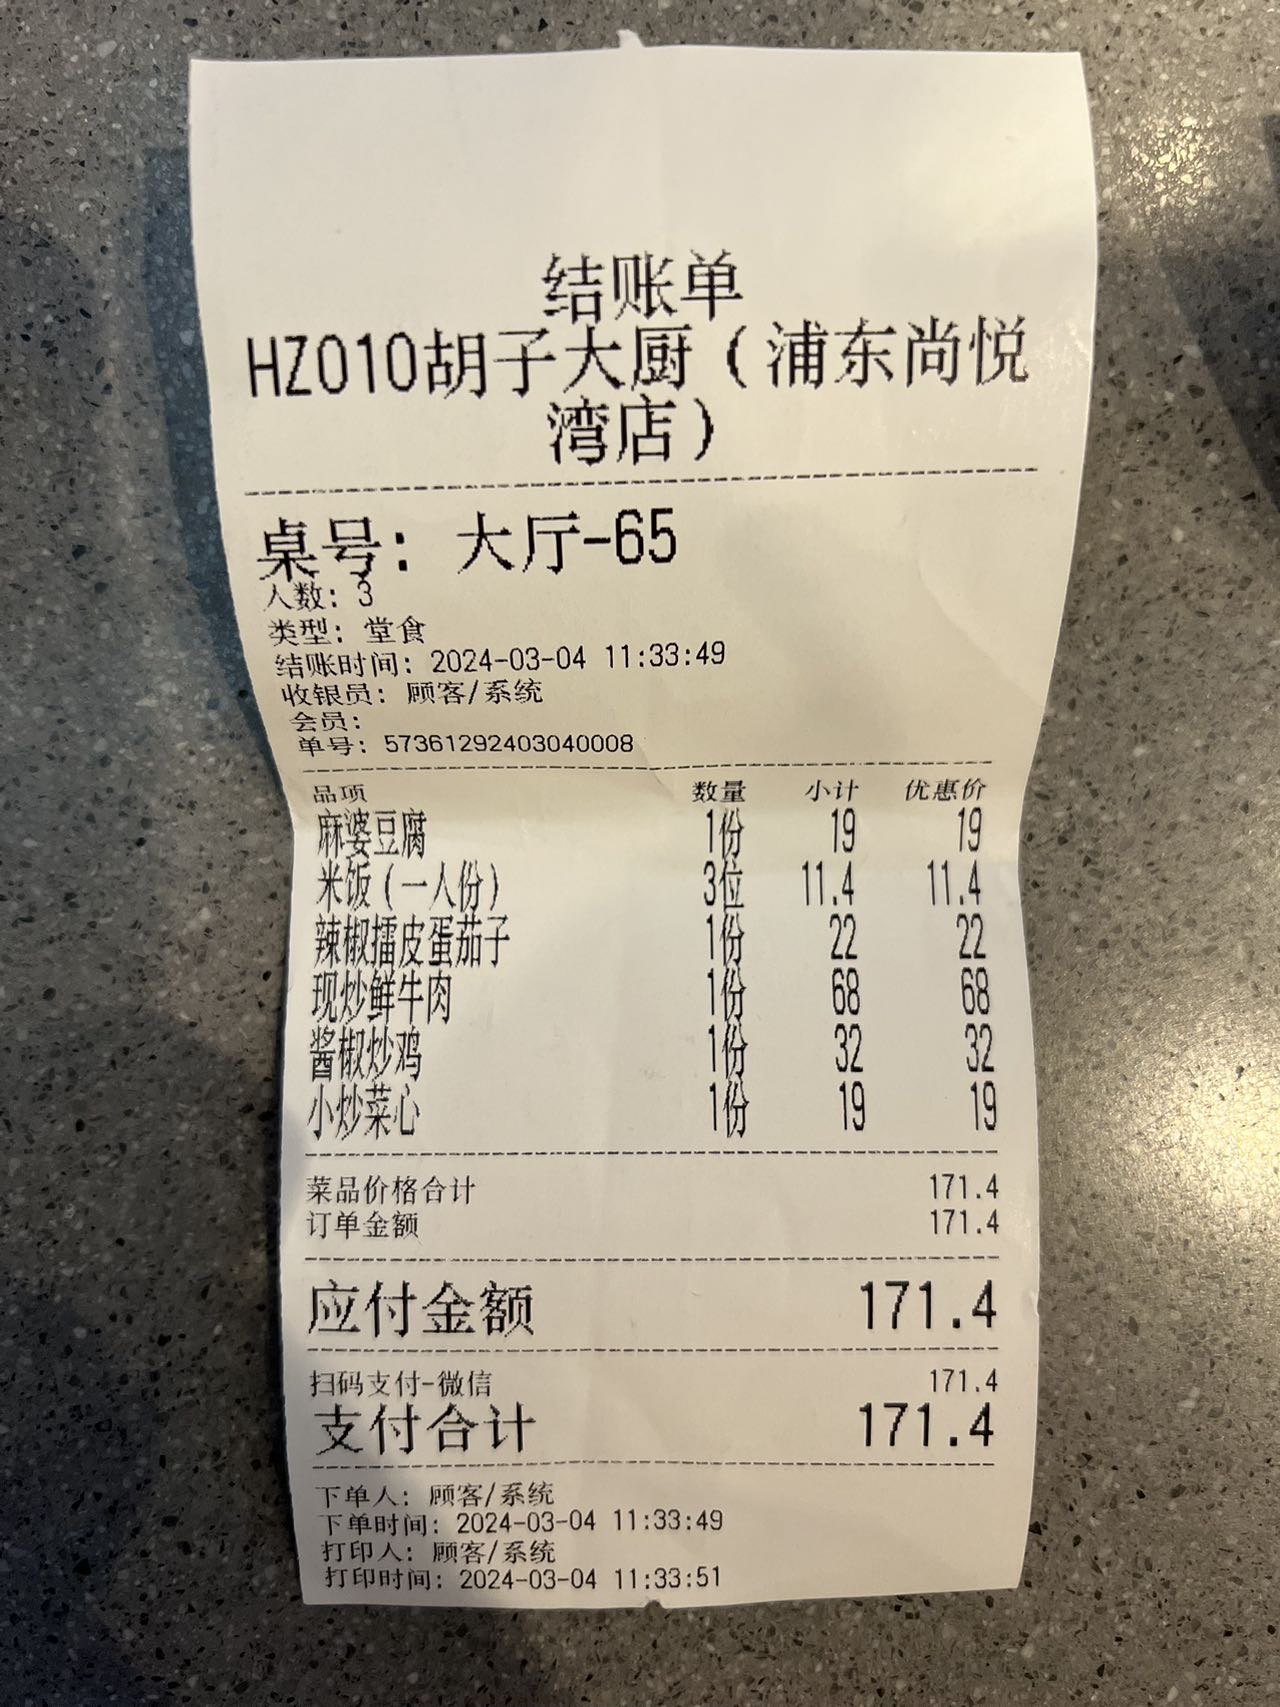 结账单
HZ010胡子大厨（浦东尚悦
湾店）
桌号：大厅-65
人数：3
类型：堂食
结账时间：2024-03-04 11:33:49
收银员：顾客/系统
会员：
单号：573612924030400008
品项 数量 小计 优惠价
麻婆豆腐 1份 19 19
米饭（一人份） 3位 11.4 11.4
辣椒擂皮蛋茄子 1份 22 22
现炒鲜牛肉 1份 68 68
酱椒炒鸡 1份 32 32
小炒菜心 1份 19 19
菜品价格合计 171.4
订单金额 171.4
应付金额 171.4
扫码支付-微信 171.4
支付合计 171.4
下单人：顾客/系统
下单时间：2024-03-04 11:33:49
打印人：顾客/系统
打印时间：2024-03-04 11:33:51